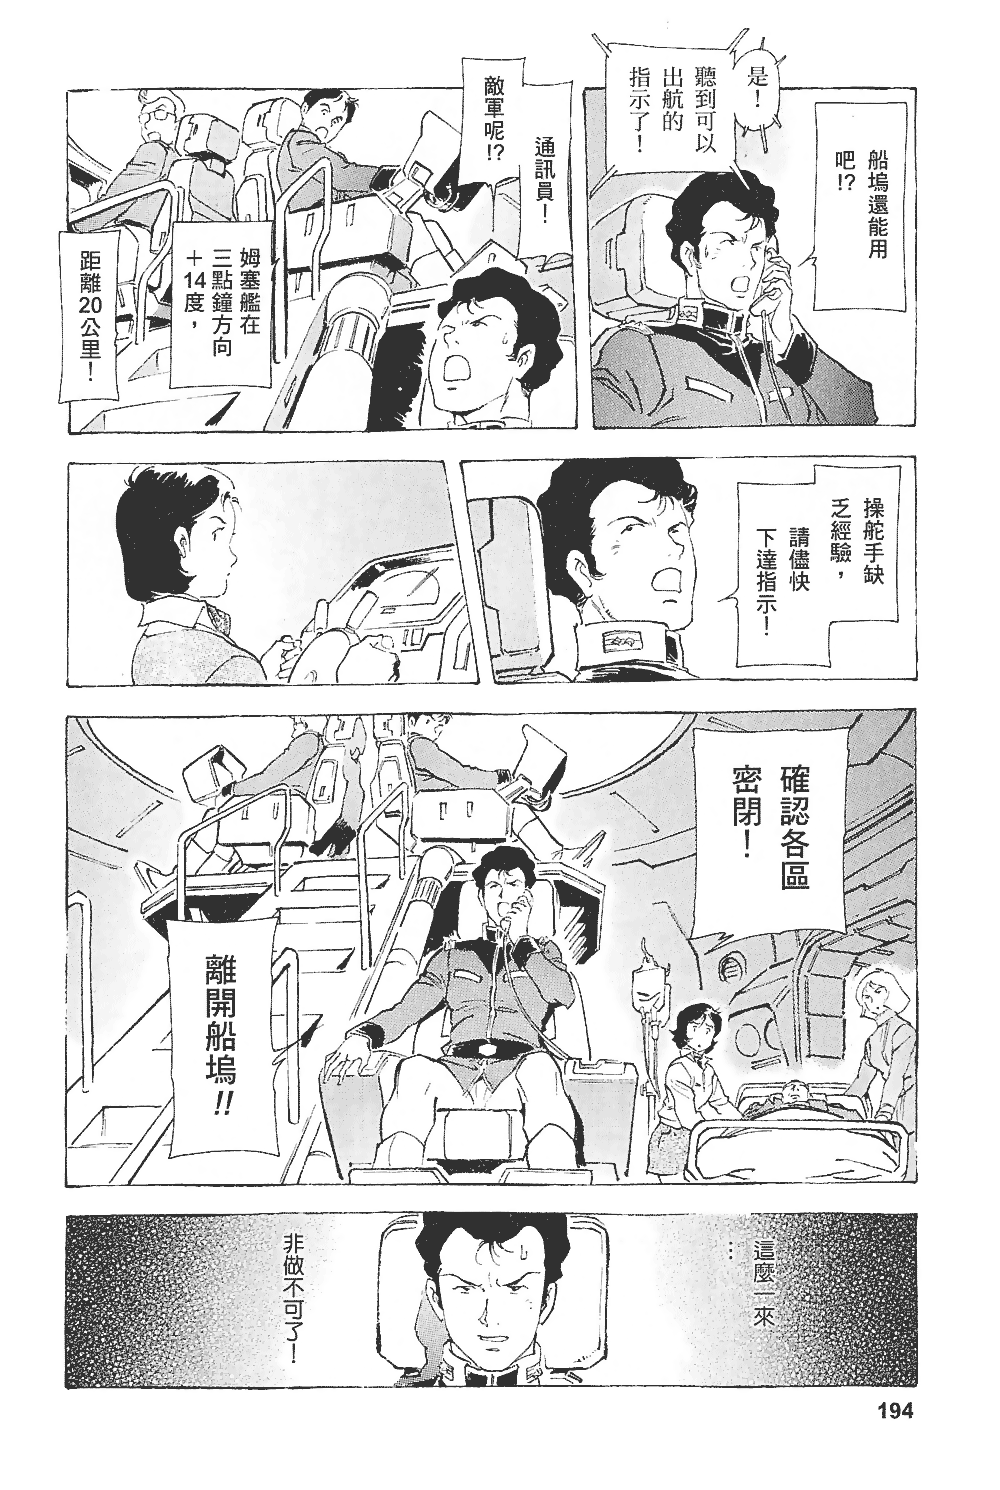 船塢還能用
吧!?
是！
聽到可以
出航的
指示了！
通訊員！
敵軍呢!?
姆塞艦在
三點鐘方向
＋14度，
距離20公里！
操舵手缺
乏經驗，
請儘快
下達指示！
確認各區
密閉！
離開船塢!!
這麼一來
…
非做不可了！
194